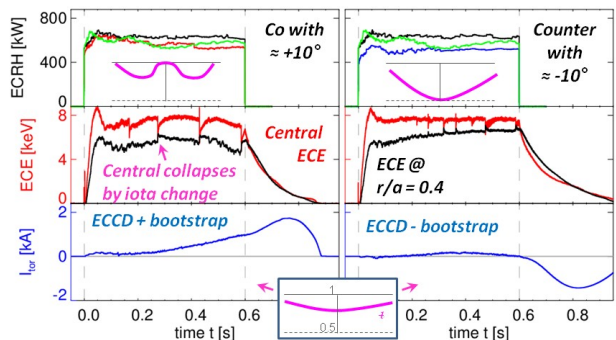 ECRH [kW]
800
400
0
Co with
≈ +10°
Counter
with
≈ -10°
ECE [keV]
8
4
0
Central
ECE
Central collapses
by iota change
ECE @
r/a = 0.4
Itor [kA]
2
0
-2
ECCD + bootstrap
ECCD - bootstrap
1
0.5
0.0 0.2 0.4 0.6 0.8
time t [s]
0.0 0.2 0.4 0.6 0.8
time t [s]